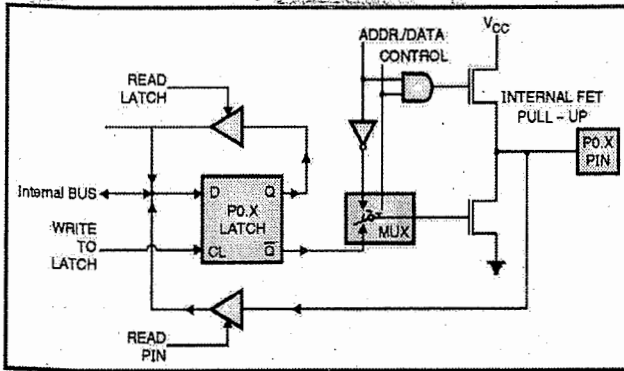 ADDR./DATA
VCC
CONTROL
READ
LATCH
INTERNAL FET
PULL – UP
P0.X
PIN
Internal BUS
D
Q
P0.X
LATCH
MUX
WRITE
TO
LATCH
CL
Q̅
READ
PIN